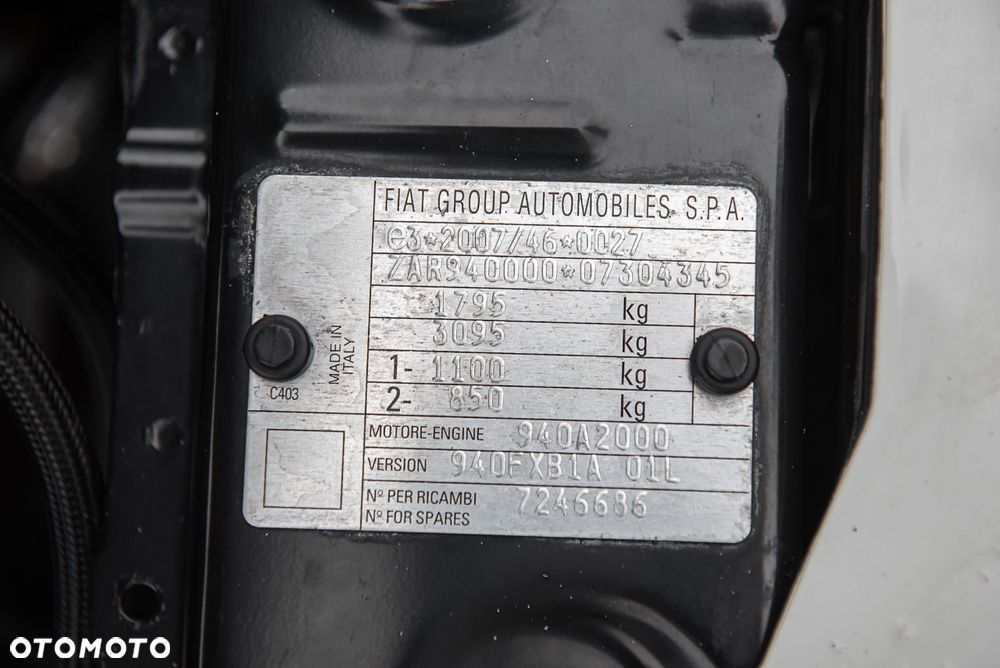 FIAT GROUP AUTOMOBILES S.P.A.
e3*2007/46*0027
ZAR940000*07304345
1795 kg
3095 kg
1- 1100 kg
2- 850 kg
MADE IN
ITALY
C403
MOTORE-ENGINE 940A2000
VERSION 940FXB1A 01L
Nº PER RICAMBI 7246686
Nº FOR SPARES
OTOMOTO